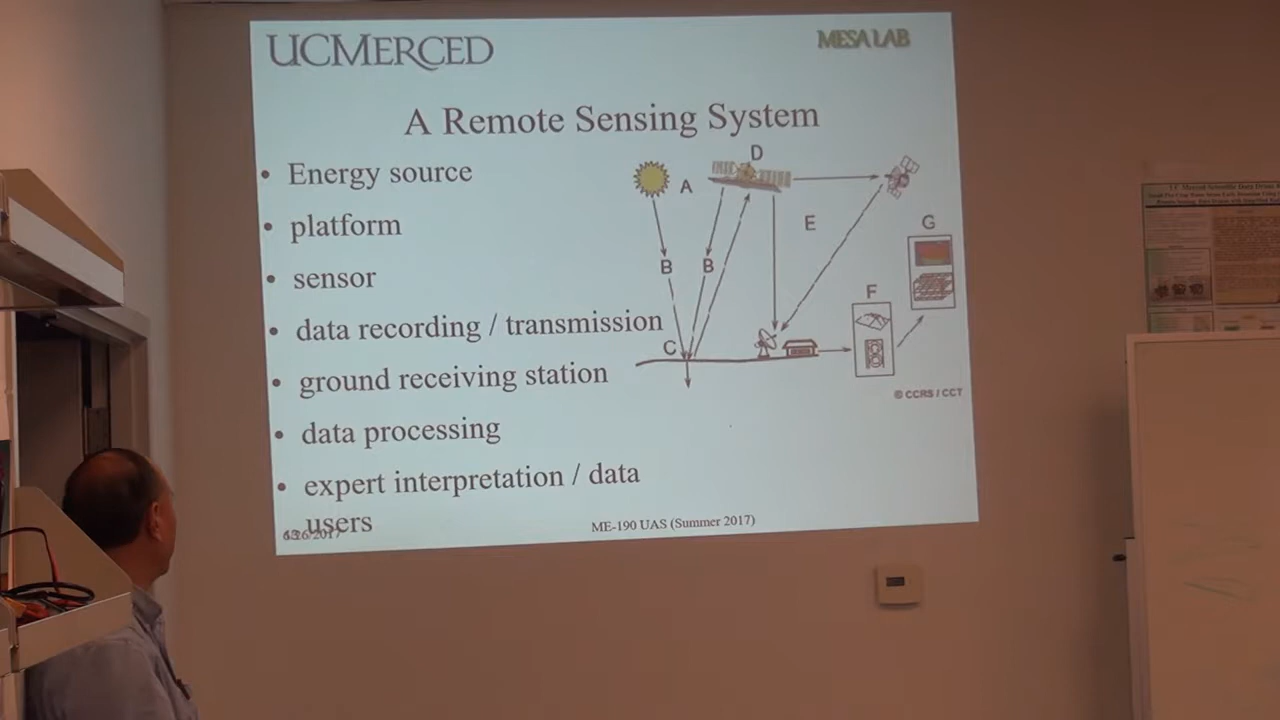 UCMERCED
MESA LAB
A Remote Sensing System
• Energy source
• platform
• sensor
• data recording / transmission
• ground receiving station
• data processing
• expert interpretation / data
users
A
D
B
B
E
C
F
G
© CCRS / CCT
ME-190 UAS (Summer 2017)